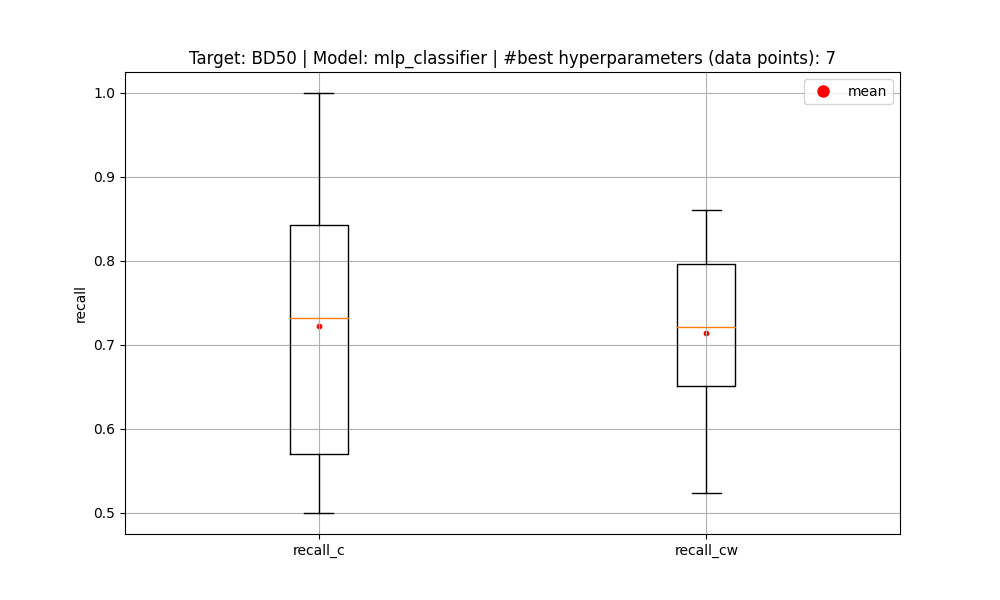 Target: BD50 | Model: mlp_classifier | #best hyperparameters (data points): 7
mean
1.0
0.9
0.8
0.7
0.6
0.5
recall
recall_c
recall_cw